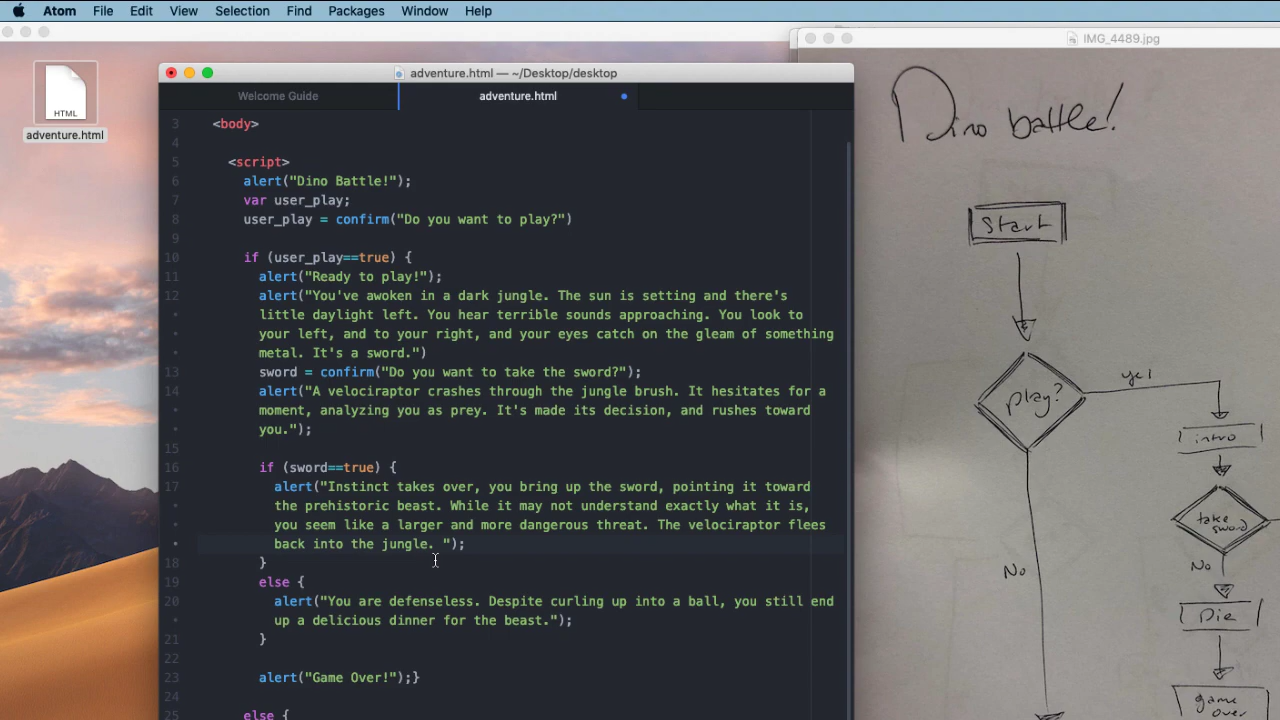 Atom File Edit View Selection Find Packages Window Help
IMG_4489.jpg
adventure.html — ~/Desktop/desktop
Welcome Guide adventure.html
HTML
adventure.html
3 <body>
4
5 <script>
6 alert("Dino Battle!");
7 var user_play;
8 user_play = confirm("Do you want to play?")
9
10 if (user_play==true) {
11 alert("Ready to play!");
12 alert("You've awoken in a dark jungle. The sun is setting and there's
little daylight left. You hear terrible sounds approaching. You look to
your left, and to your right, and your eyes catch on the gleam of something
metal. It's a sword.")
13 sword = confirm("Do you want to take the sword?");
14 alert("A velociraptor crashes through the jungle brush. It hesitates for a
moment, analyzing you as prey. It's made its decision, and rushes toward
you.");
15
16 if (sword==true) {
17 alert("Instinct takes over, you bring up the sword, pointing it toward
the prehistoric beast. While it may not understand exactly what it is,
you seem like a larger and more dangerous threat. The velociraptor flees
back into the jungle. ");
18 }
19 else {
20 alert("You are defenseless. Despite curling up into a ball, you still end
up a delicious dinner for the beast.");
21 }
22
23 alert("Game Over!");}
24
25 else {
Dino battle!
Start
play?
yes
intro
take
sword
No
No
Die
game
over